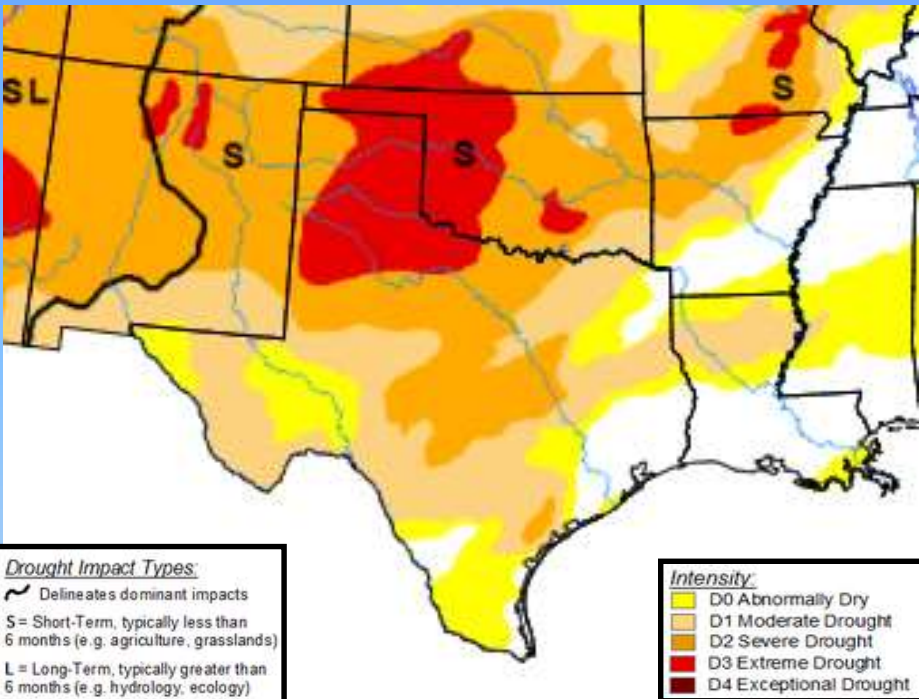 SL
S
S
S
Drought Impact Types:
Delineates dominant impacts
S = Short-Term, typically less than
6 months (e.g. agriculture, grasslands)
L = Long-Term, typically greater than
6 months (e.g. hydrology, ecology)
Intensity:
D0 Abnormally Dry
D1 Moderate Drought
D2 Severe Drought
D3 Extreme Drought
D4 Exceptional Drought